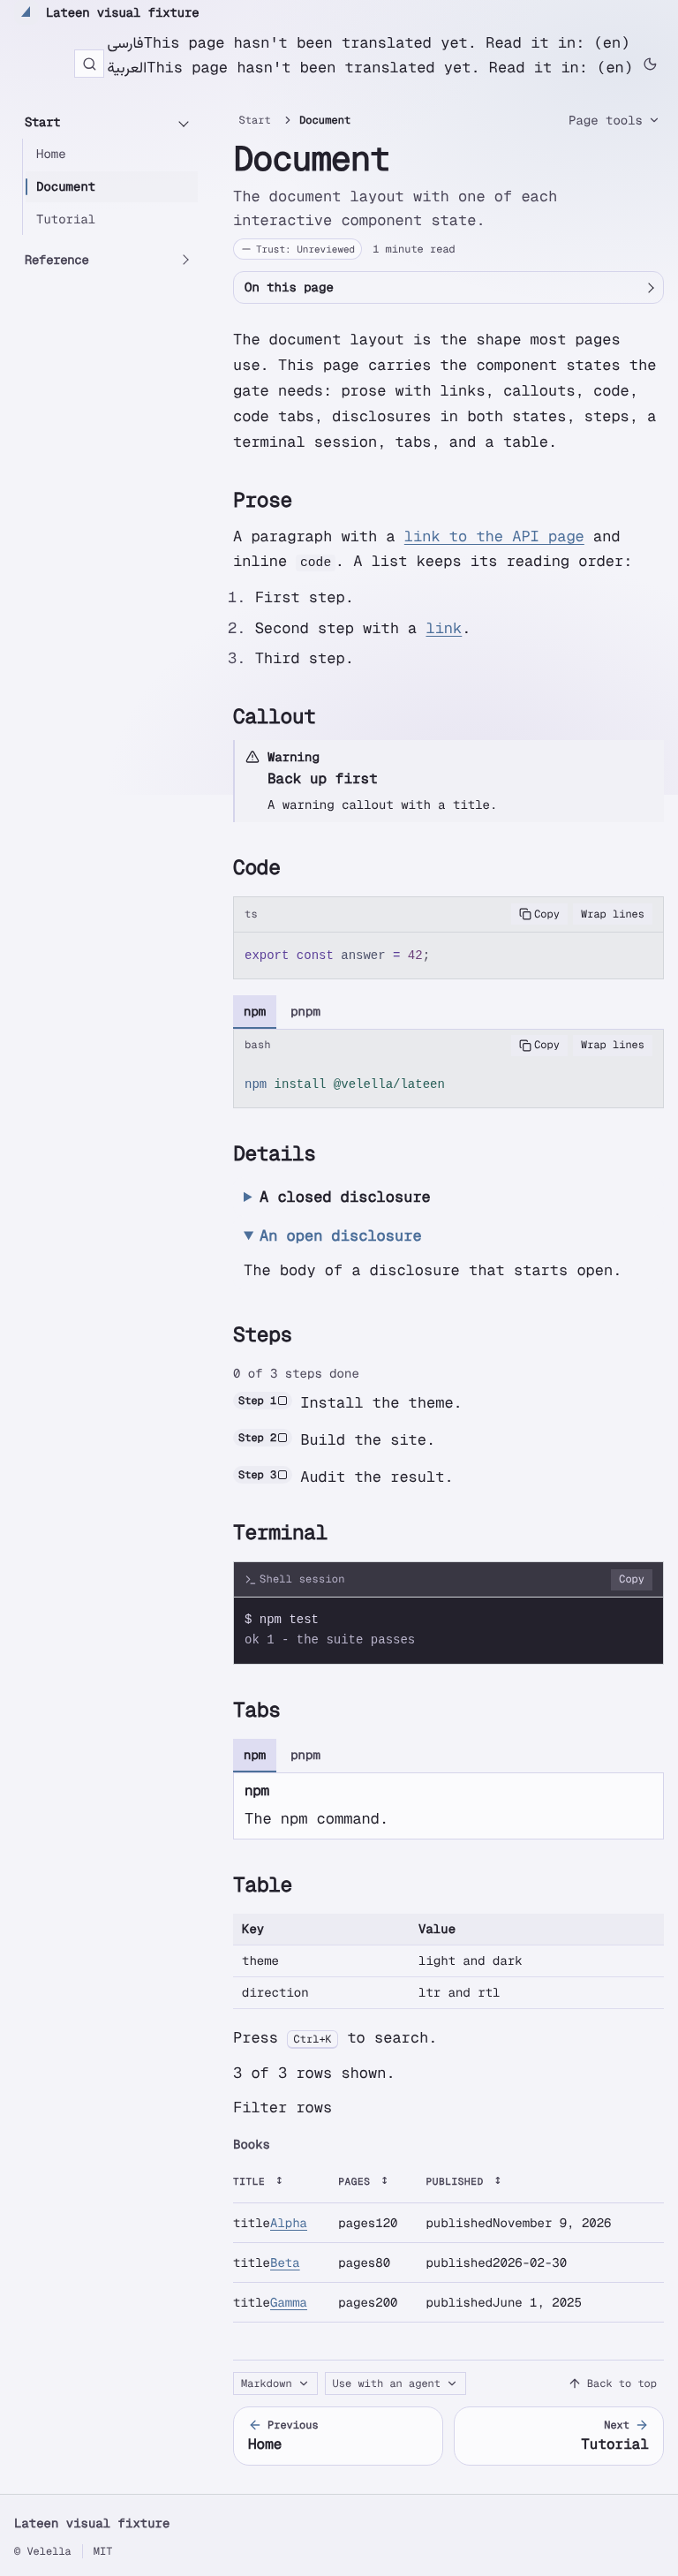 Lateen visual fixture
فارسیThis page hasn't been translated yet. Read it in: (en)
العربيةThis page hasn't been translated yet. Read it in: (en)
Start
Home
Document
Tutorial
Reference
Start > Document
Page tools
Document
The document layout with one of each
interactive component state.
— Trust: Unreviewed
1 minute read
On this page
The document layout is the shape most pages
use. This page carries the component states the
gate needs: prose with links, callouts, code,
code tabs, disclosures in both states, steps, a
terminal session, tabs, and a table.
Prose
A paragraph with a link to the API page and
inline code. A list keeps its reading order:
1. First step.
2. Second step with a link.
3. Third step.
Callout
Warning
Back up first
A warning callout with a title.
Code
ts Copy Wrap lines
export const answer = 42;
npm pnpm
bash Copy Wrap lines
npm install @velella/lateen
Details
A closed disclosure
An open disclosure
The body of a disclosure that starts open.
Steps
0 of 3 steps done
Step 1 Install the theme.
Step 2 Build the site.
Step 3 Audit the result.
Terminal
Shell session Copy
$ npm test
ok 1 - the suite passes
Tabs
npm pnpm
npm
The npm command.
Table
Key Value
theme light and dark
direction ltr and rtl
Press Ctrl+K to search.
3 of 3 rows shown.
Filter rows
Books
TITLE ↕ PAGES ↕ PUBLISHED ↕
titleAlpha pages120 publishedNovember 9, 2026
titleBeta pages80 published2026-02-30
titleGamma pages200 publishedJune 1, 2025
Markdown Use with an agent ↑ Back to top
← Previous
Home
Next →
Tutorial
Lateen visual fixture
© Velella MIT